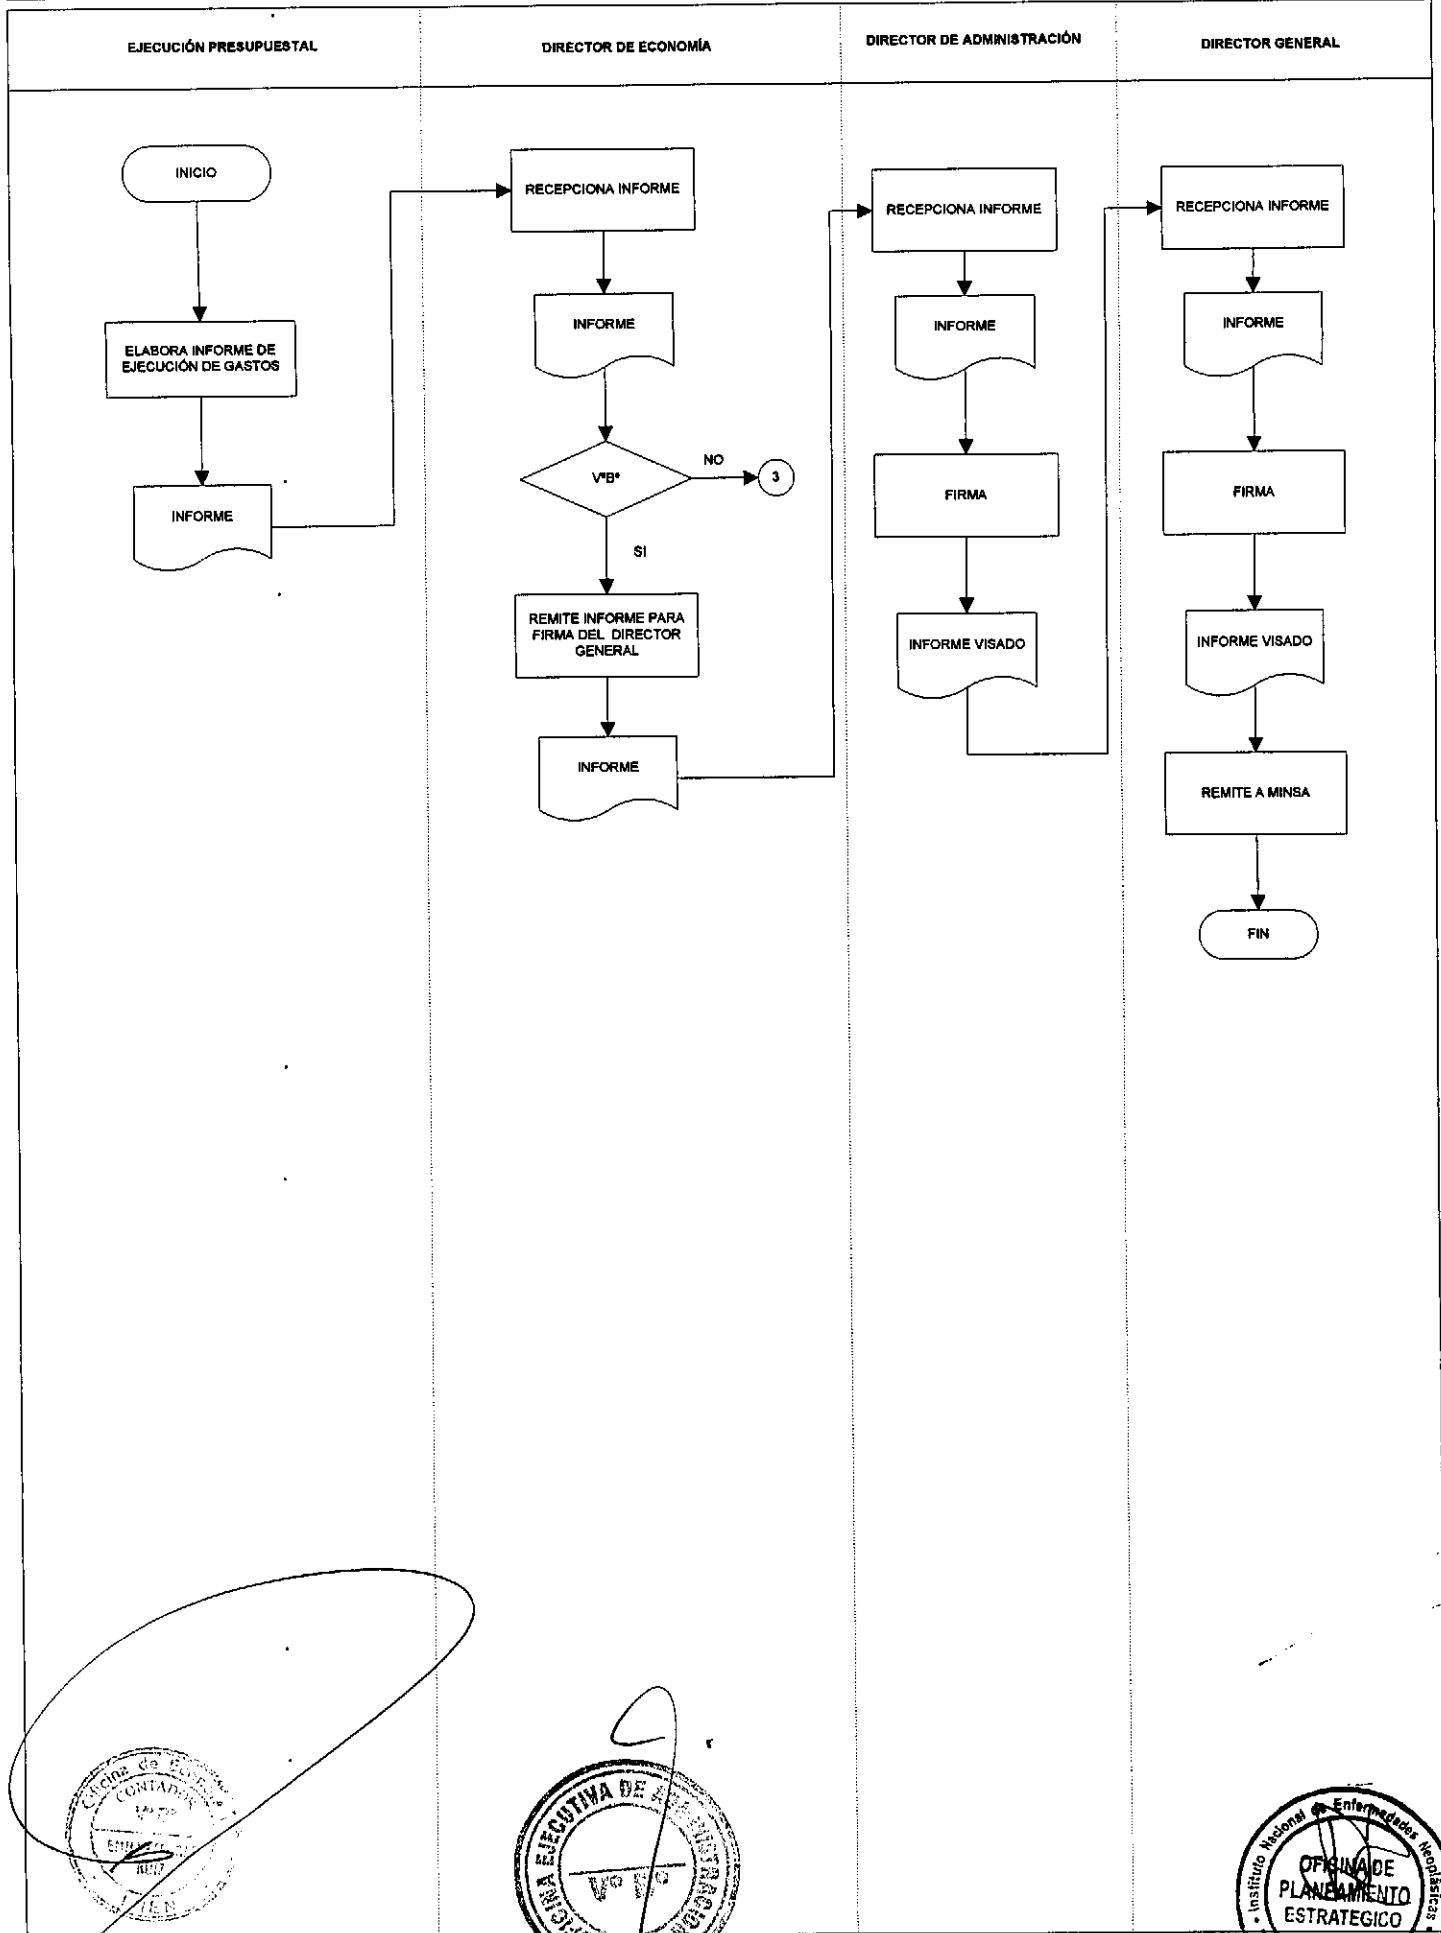 EJECUCIÓN PRESUPUESTAL
DIRECTOR DE ECONOMÍA
DIRECTOR DE ADMINISTRACIÓN
DIRECTOR GENERAL
INICIO
ELABORA INFORME DE
EJECUCIÓN DE GASTOS
INFORME
RECEPCIONA INFORME
INFORME
V°B°
NO
3
SI
REMITE INFORME PARA
FIRMA DEL DIRECTOR
GENERAL
INFORME
RECEPCIONA INFORME
INFORME
FIRMA
INFORME VISADO
RECEPCIONA INFORME
INFORME
FIRMA
INFORME VISADO
REMITE A MINSA
FIN
Oficina de
CONTADOR
EJECUTIVA DE
V° B°
Instituto Nacional de Enfermedades Neoplásicas
OFICINA DE
PLANEAMIENTO
ESTRATEGICO